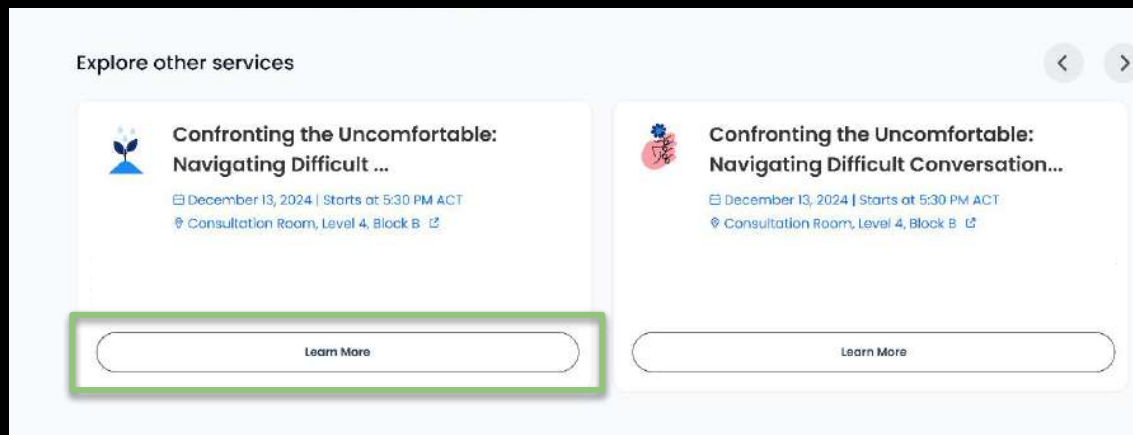 Explore other services
Confronting the Uncomfortable:
Navigating Difficult ...
December 13, 2024 | Starts at 5:30 PM ACT
Consultation Room, Level 4, Block B
Learn More
Confronting the Uncomfortable:
Navigating Difficult Conversation...
December 13, 2024 | Starts at 5:30 PM ACT
Consultation Room, Level 4, Block B
Learn More